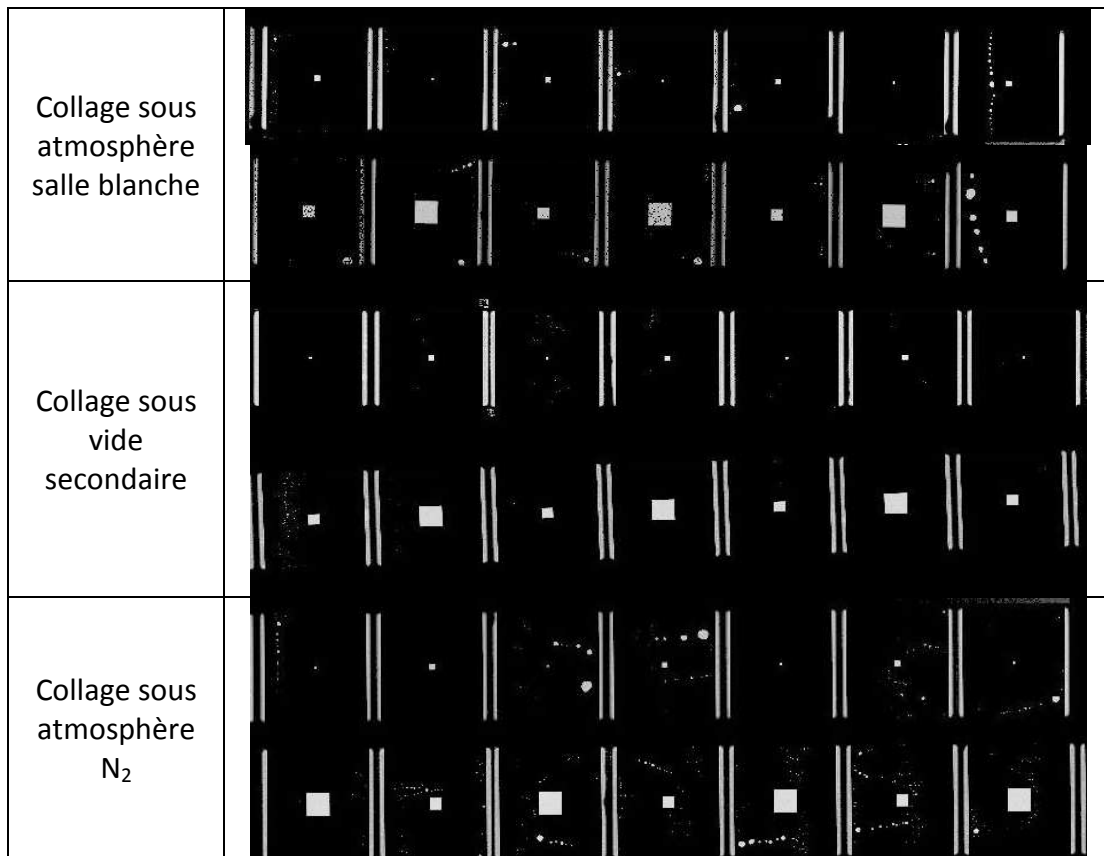 Collage sous
atmosphère
salle blanche
Collage sous
vide
secondaire
Collage sous
atmosphère
N₂